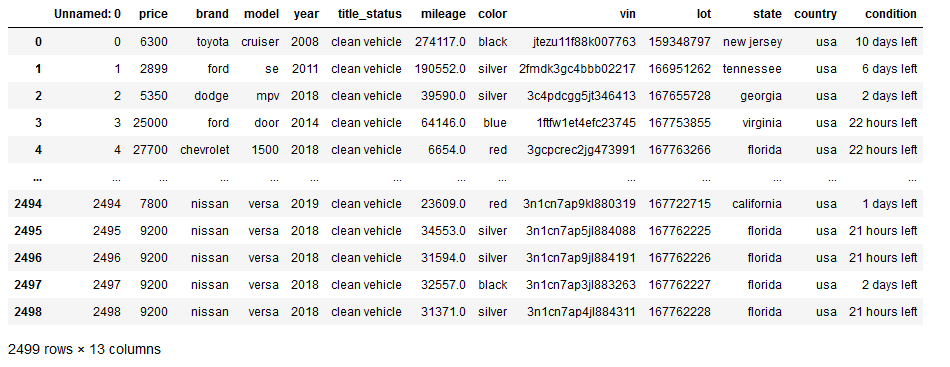 Unnamed: 0 price brand model year title_status mileage color vin lot state country condition
0 0 6300 toyota cruiser 2008 clean vehicle 274117.0 black jtezu11f88k007763 159348797 new jersey usa 10 days left
1 1 2899 ford se 2011 clean vehicle 190552.0 silver 2fmdk3gc4bbb02217 166951262 tennessee usa 6 days left
2 2 5350 dodge mpv 2018 clean vehicle 39590.0 silver 3c4pdcgg5jt346413 167655728 georgia usa 2 days left
3 3 25000 ford door 2014 clean vehicle 64146.0 blue 1ftfw1et4efc23745 167753855 virginia usa 22 hours left
4 4 27700 chevrolet 1500 2018 clean vehicle 6654.0 red 3gcpcrec2jg473991 167763266 florida usa 22 hours left
... ... ... ... ... ... ... ... ... ... ... ... ... ...
2494 2494 7800 nissan versa 2019 clean vehicle 23609.0 red 3n1cn7ap9kl880319 167722715 california usa 1 days left
2495 2495 9200 nissan versa 2018 clean vehicle 34553.0 silver 3n1cn7ap5jl884088 167762225 florida usa 21 hours left
2496 2496 9200 nissan versa 2018 clean vehicle 31594.0 silver 3n1cn7ap9jl884191 167762226 florida usa 21 hours left
2497 2497 9200 nissan versa 2018 clean vehicle 32557.0 black 3n1cn7ap3jl883263 167762227 florida usa 2 days left
2498 2498 9200 nissan versa 2018 clean vehicle 31371.0 silver 3n1cn7ap4jl884311 167762228 florida usa 21 hours left
2499 rows × 13 columns